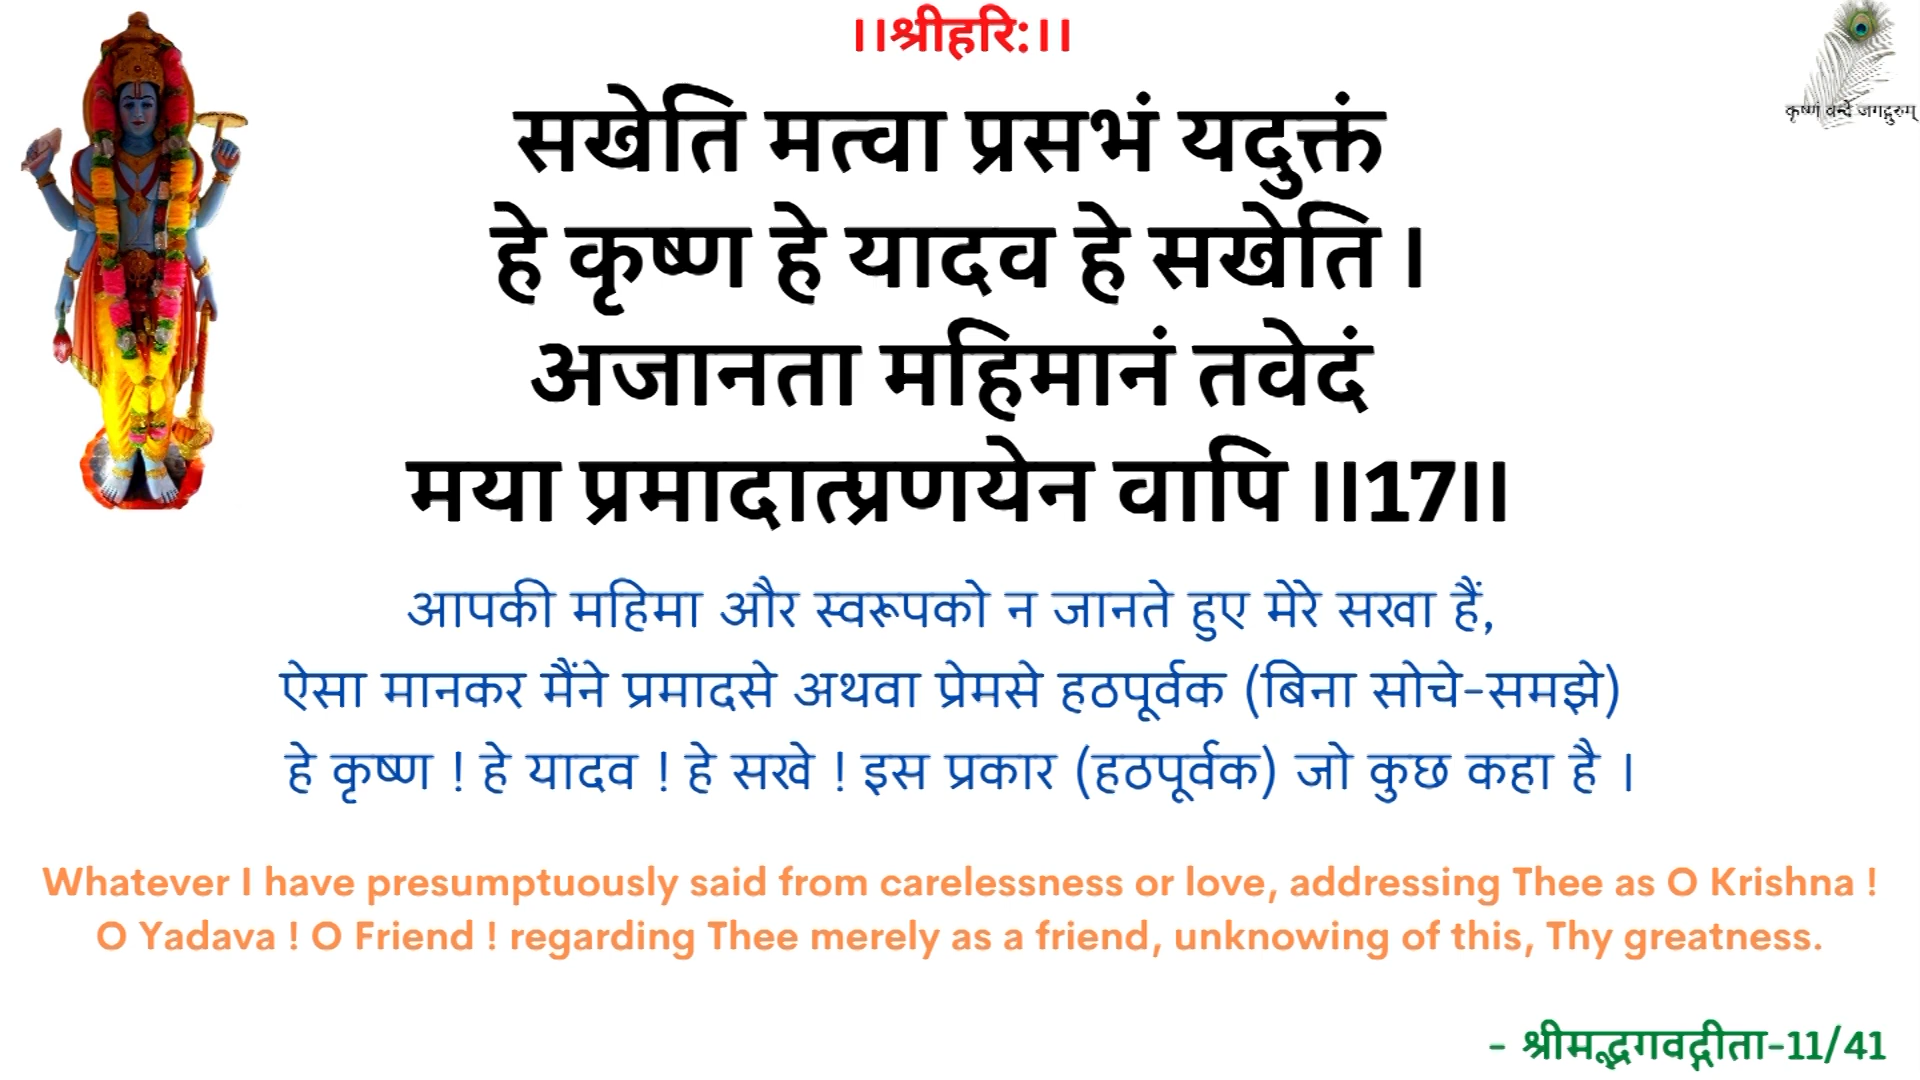 ।।श्रीहरि:।।
कृष्णं वन्दे जगद्गुरुम्
सखेति मत्वा प्रसभं यदुक्तं
हे कृष्ण हे यादव हे सखेति ।
अजानता महिमानं तवेदं
मया प्रमादात्प्रणयेन वापि ।।17।।
आपकी महिमा और स्वरूपको न जानते हुए मेरे सखा हैं,
ऐसा मानकर मैंने प्रमादसे अथवा प्रेमसे हठपूर्वक (बिना सोचे-समझे)
हे कृष्ण ! हे यादव ! हे सखे ! इस प्रकार (हठपूर्वक) जो कुछ कहा है ।
Whatever I have presumptuously said from carelessness or love, addressing Thee as O Krishna !
O Yadava ! O Friend ! regarding Thee merely as a friend, unknowing of this, Thy greatness.
- श्रीमद्भगवद्गीता-11/41